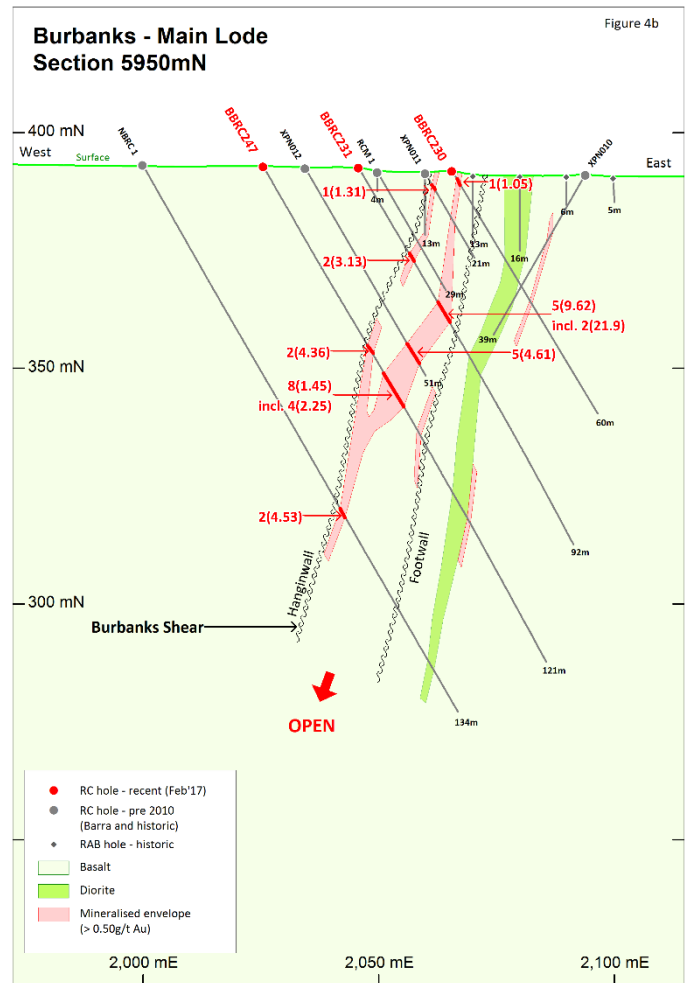 Figure 4b
Burbanks - Main Lode
Section 5950mN
400 mN
West
Surface
East
NBRC 1
BBRC247
XPN012
BBRC231
RCM 1
XPN011
BBRC230
XPN010
1(1.31)
4m
1(1.05)
6m
5m
13m
13m
21m
16m
2(3.13)
29m
5(9.62)
incl. 2(21.9)
39m
350 mN
2(4.36)
5(4.61)
8(1.45)
incl. 4(2.25)
51m
60m
2(4.53)
92m
Hanginwall
Footwall
300 mN
Burbanks Shear
121m
OPEN
134m
RC hole - recent (Feb'17)
RC hole - pre 2010
(Barra and historic)
RAB hole - historic
Basalt
Diorite
Mineralised envelope
(> 0.50g/t Au)
2,000 mE
2,050 mE
2,100 mE